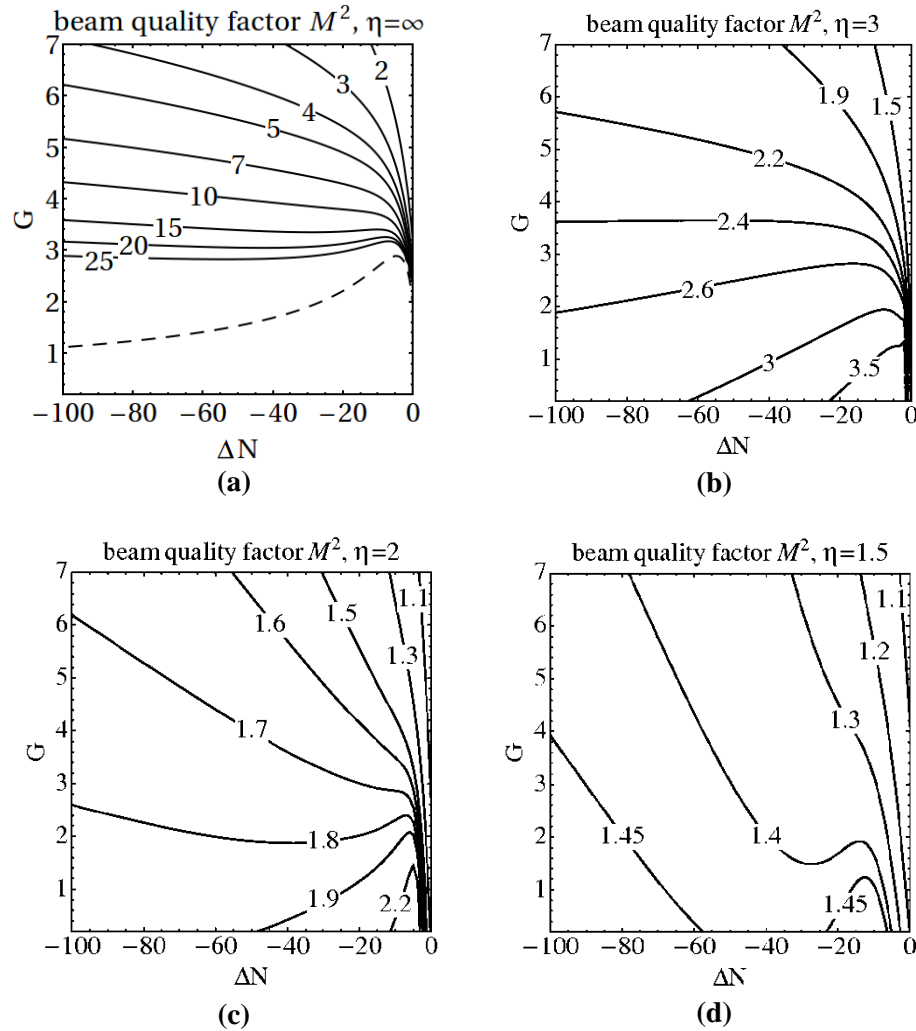 beam quality factor M², η=∞
7
6
5
4
3
2
1
G
2
3
4
5
7
10
15
20
25
−100 −80 −60 −40 −20 0
ΔN
(a)
beam quality factor M², η=3
7
6
5
4
3
2
1
G
1.9
1.5
2.2
2.4
2.6
3
3.5
−100 −80 −60 −40 −20 0
ΔN
(b)
beam quality factor M², η=2
7
6
5
4
3
2
1
G
1.1
1.6
1.5
1.3
1.7
1.8
1.9
2.2
−100 −80 −60 −40 −20 0
ΔN
(c)
beam quality factor M², η=1.5
7
6
5
4
3
2
1
G
1.1
1.2
1.3
1.4
1.45
1.45
−100 −80 −60 −40 −20 0
ΔN
(d)